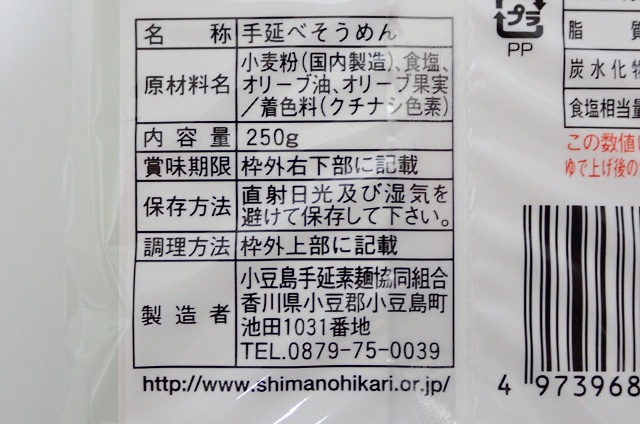 名称 手延べそうめん
原材料名 小麦粉(国内製造)、食塩、
オリーブ油、オリーブ果実
/着色料(クチナシ色素)
内容量 250g
賞味期限 枠外右下部に記載
保存方法 直射日光及び湿気を
避けて保存して下さい。
調理方法 枠外上部に記載
製造者 小豆島手延素麺協同組合
香川県小豆郡小豆島町
池田1031番地
TEL.0879-75-0039
http://www.shimanohikari.or.jp/
プラ
PP
脂質
炭水化物
食塩相当量
この数値
ゆで上げ後の
4 973968